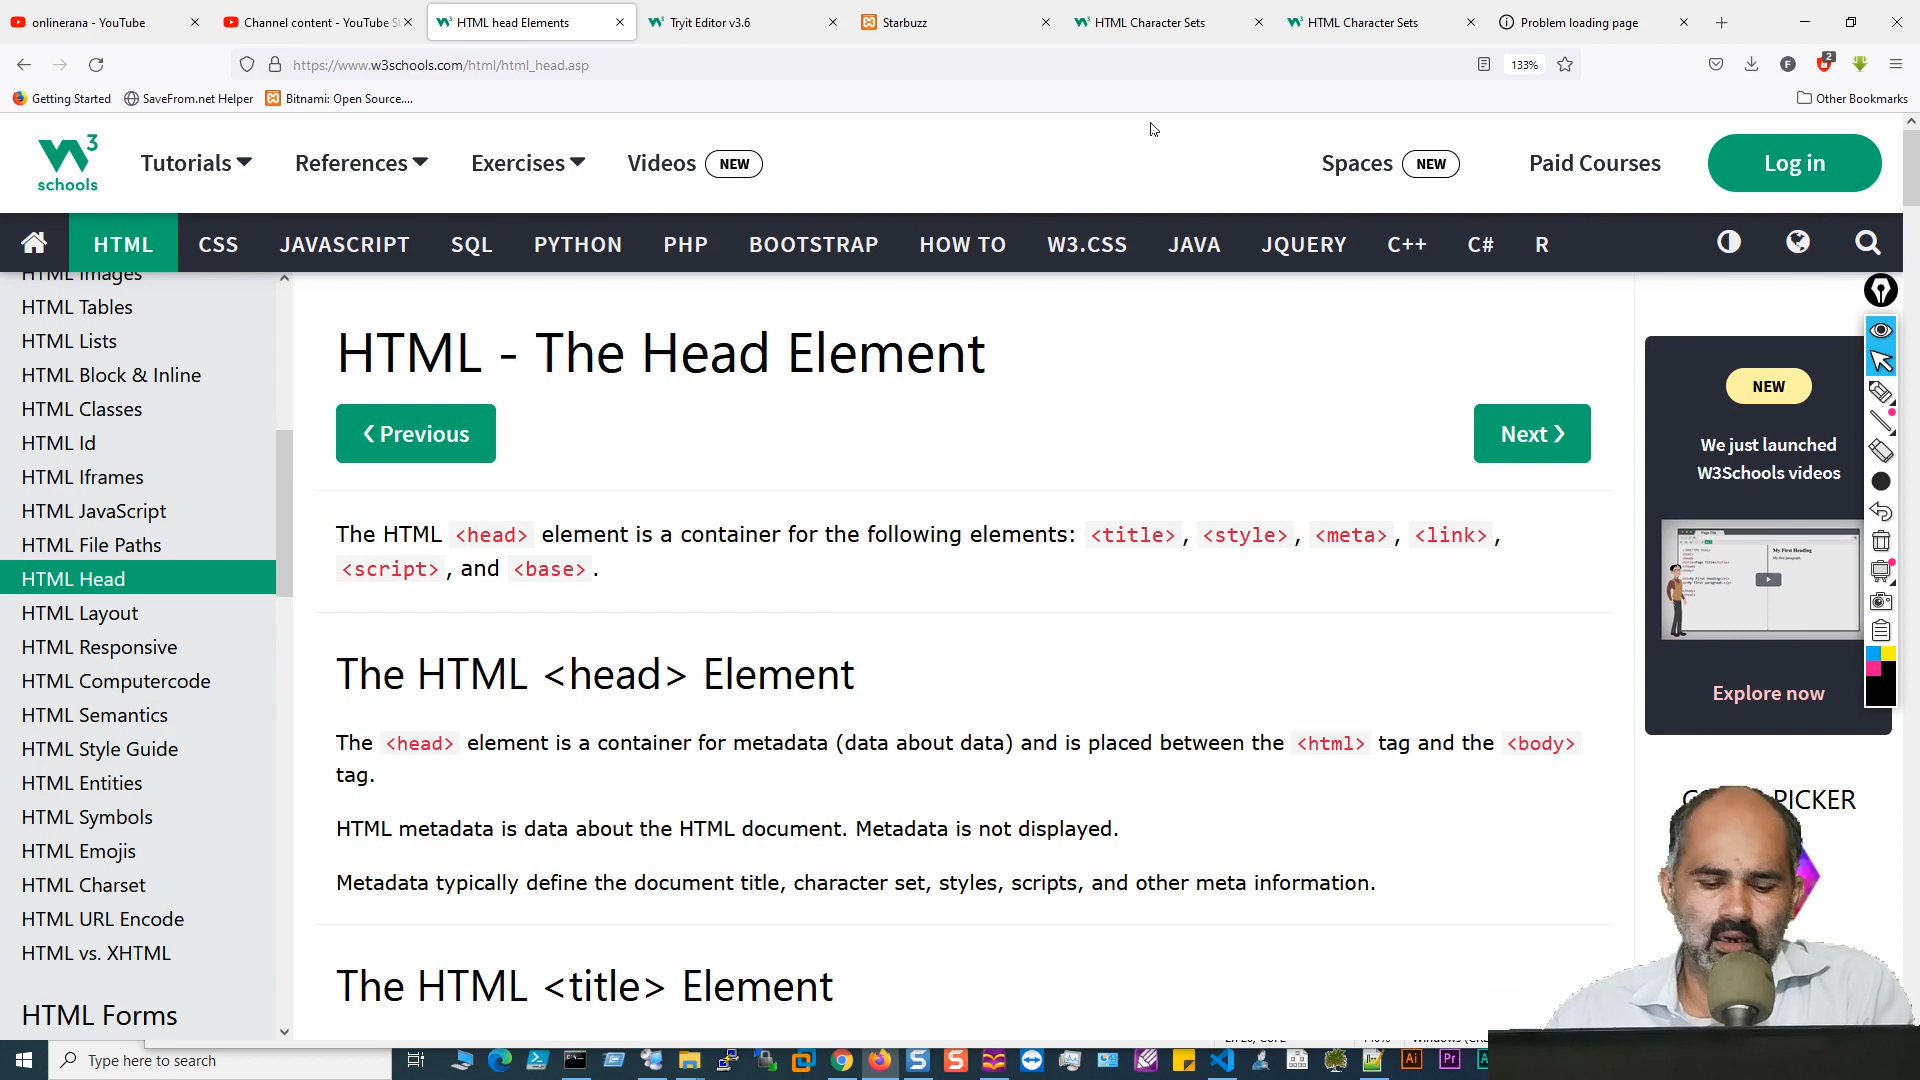 onlinerana - YouTube
Channel content - YouTube St
HTML head Elements
Tryit Editor v3.6
Starbuzz
HTML Character Sets
HTML Character Sets
Problem loading page
https://www.w3schools.com/html/html_head.asp
133%
2
Getting Started
SaveFrom.net Helper
Bitnami: Open Source....
Other Bookmarks
W3 schools
Tutorials
References
Exercises
Videos NEW
Spaces NEW
Paid Courses
Log in
HTML
CSS
JAVASCRIPT
SQL
PYTHON
PHP
BOOTSTRAP
HOW TO
W3.CSS
JAVA
JQUERY
C++
C#
R
HTML Images
HTML Tables
HTML Lists
HTML Block & Inline
HTML Classes
HTML Id
HTML Iframes
HTML JavaScript
HTML File Paths
HTML Head
HTML Layout
HTML Responsive
HTML Computercode
HTML Semantics
HTML Style Guide
HTML Entities
HTML Symbols
HTML Emojis
HTML Charset
HTML URL Encode
HTML vs. XHTML
HTML Forms
HTML - The Head Element
❮ Previous
Next ❯
The HTML <head> element is a container for the following elements: <title>, <style>, <meta>, <link>,
<script>, and <base>.
The HTML <head> Element
The <head> element is a container for metadata (data about data) and is placed between the <html> tag and the <body>
tag.
HTML metadata is data about the HTML document. Metadata is not displayed.
Metadata typically define the document title, character set, styles, scripts, and other meta information.
The HTML <title> Element
NEW
We just launched
W3Schools videos
My First Heading
Explore now
PICKER
Type here to search
Ai
Pr